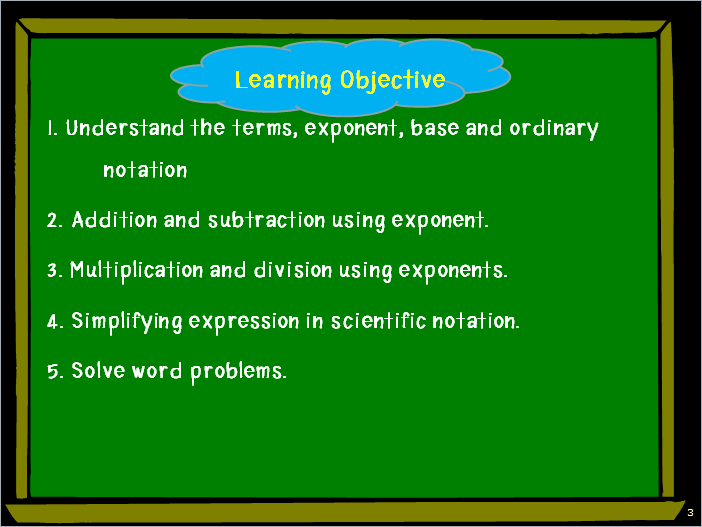 Learning Objective
1. Understand the terms, exponent, base and ordinary
notation
2. Addition and subtraction using exponent.
3. Multiplication and division using exponents.
4. Simplifying expression in scientific notation.
5. Solve word problems.
3